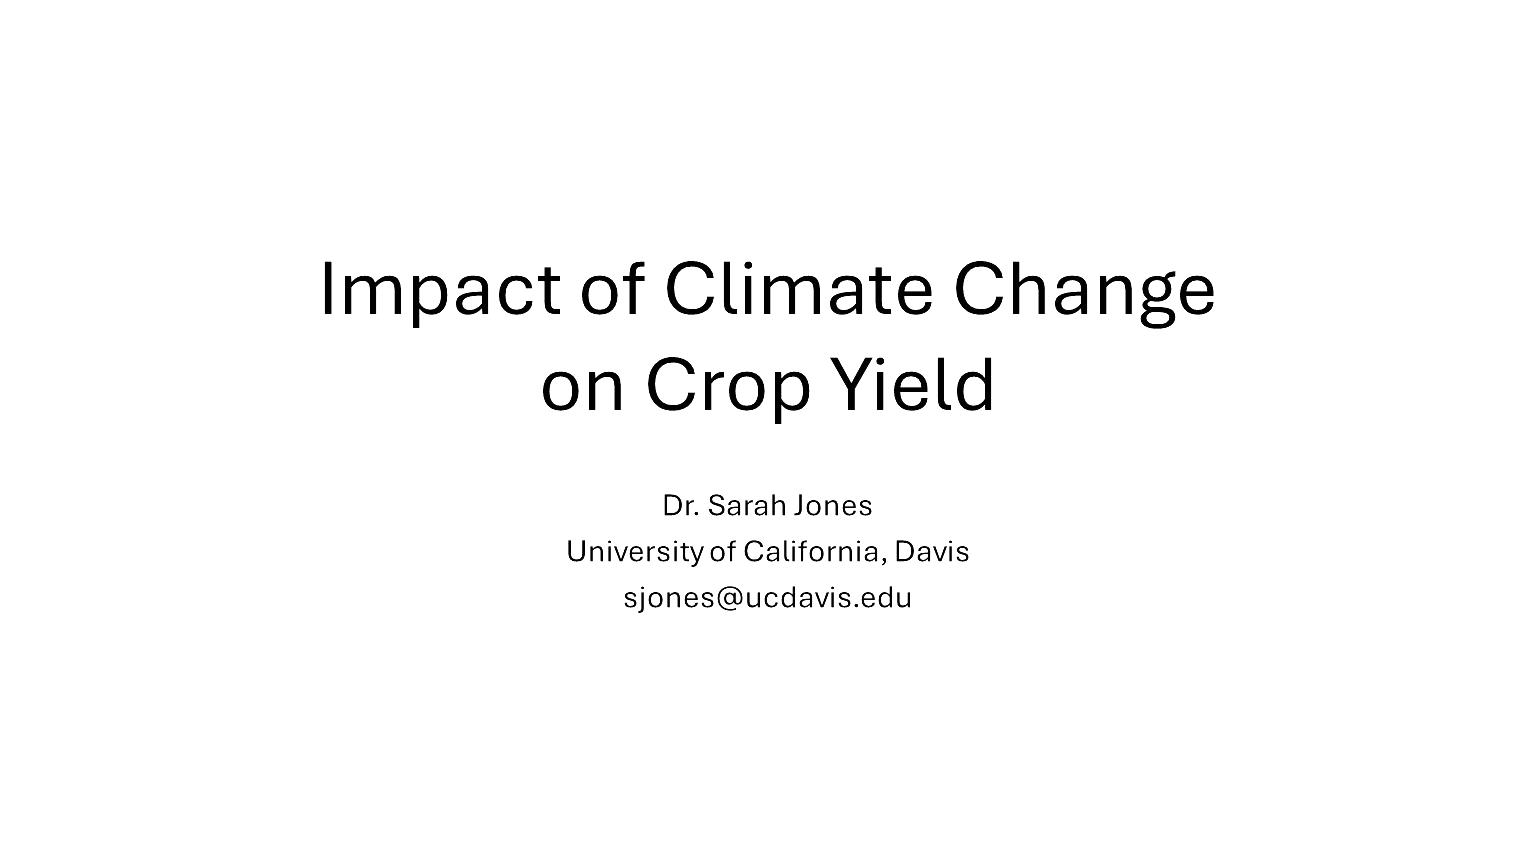 Impact of Climate Change
on Crop Yield
Dr. Sarah Jones
University of California, Davis
sjones@ucdavis.edu